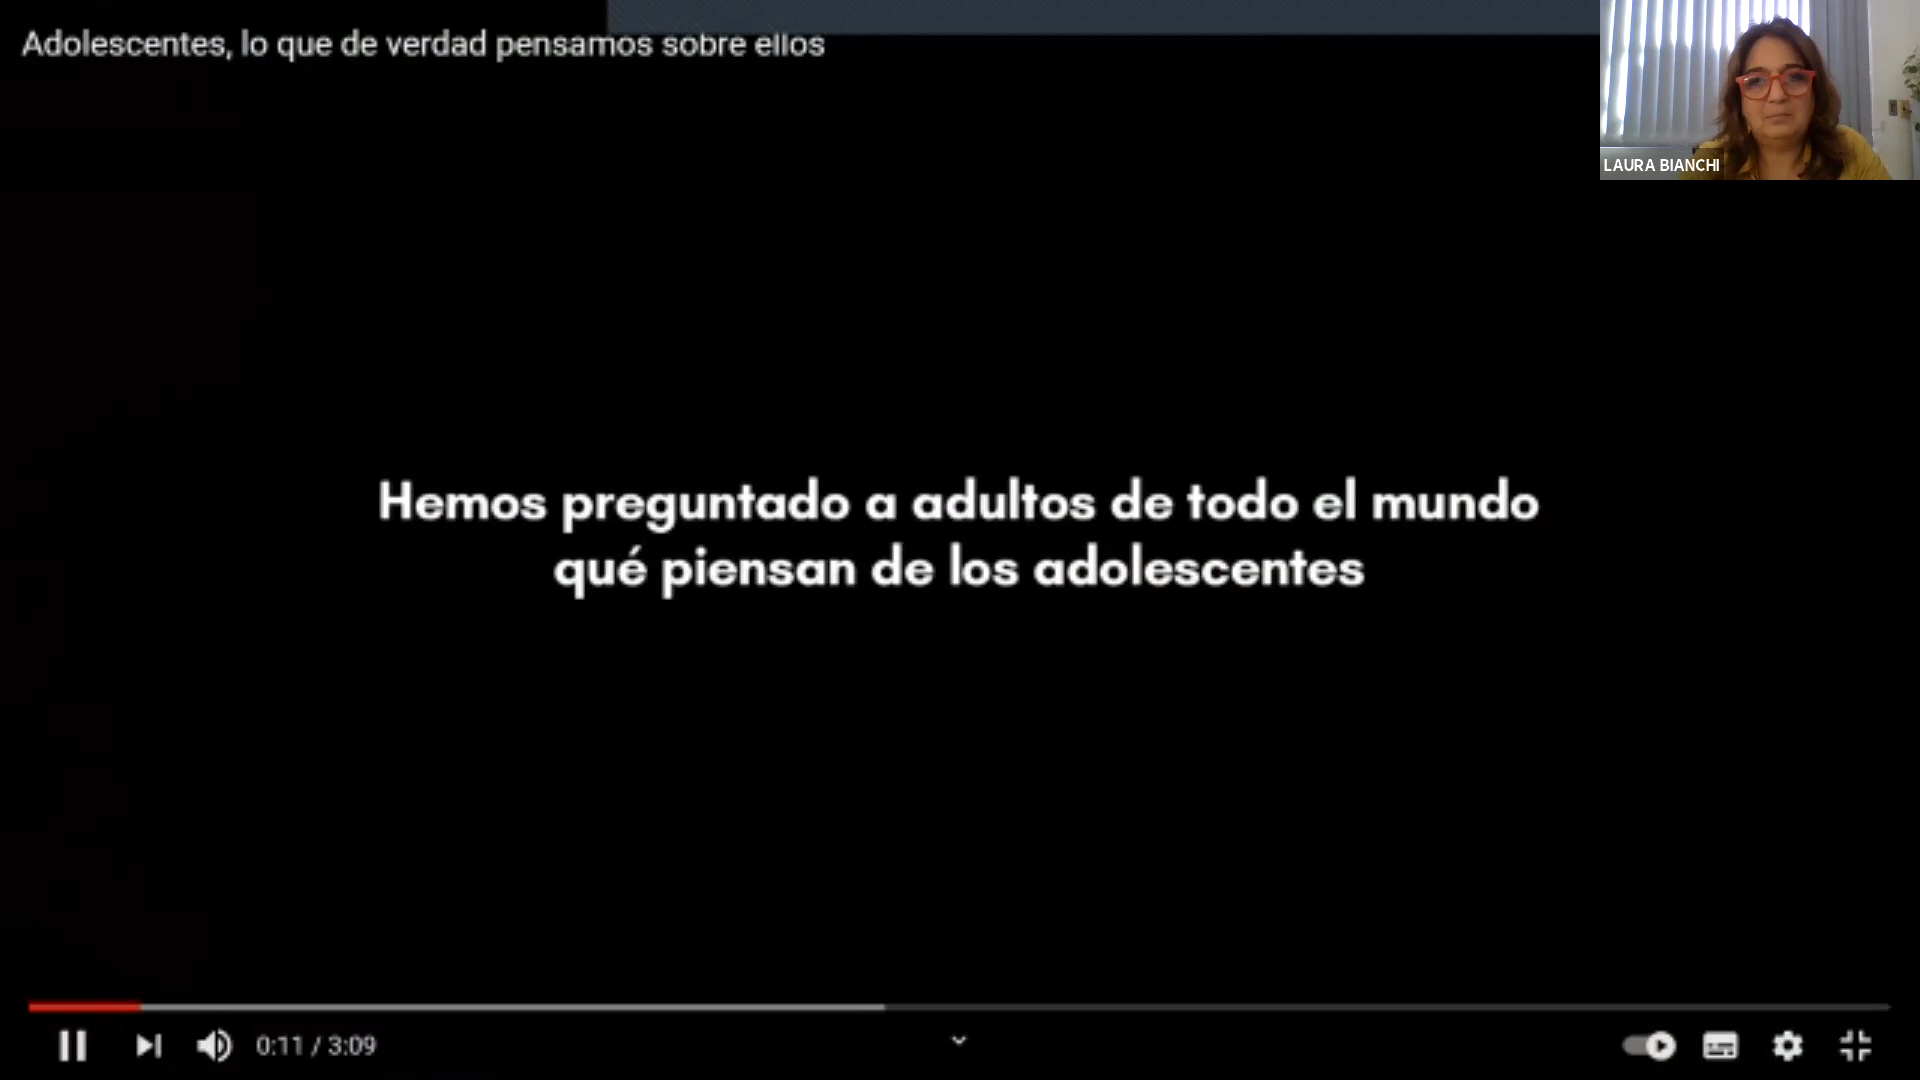 Adolescentes, lo que de verdad pensamos sobre ellos
LAURA BIANCHI
Hemos preguntado a adultos de todo el mundo
qué piensan de los adolescentes
0:11 / 3:09